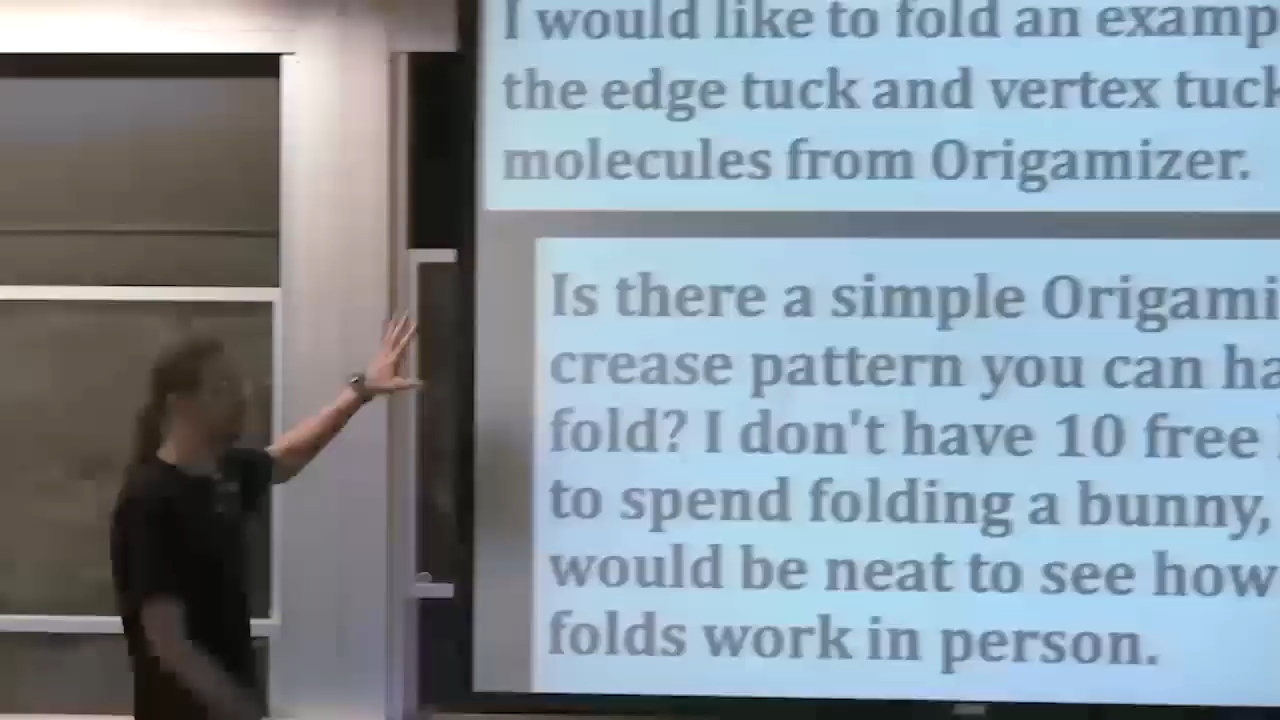 I would like to fold an examp
the edge tuck and vertex tuck
molecules from Origamizer.
Is there a simple Origami
crease pattern you can ha
fold? I don't have 10 free
to spend folding a bunny,
would be neat to see how
folds work in person.